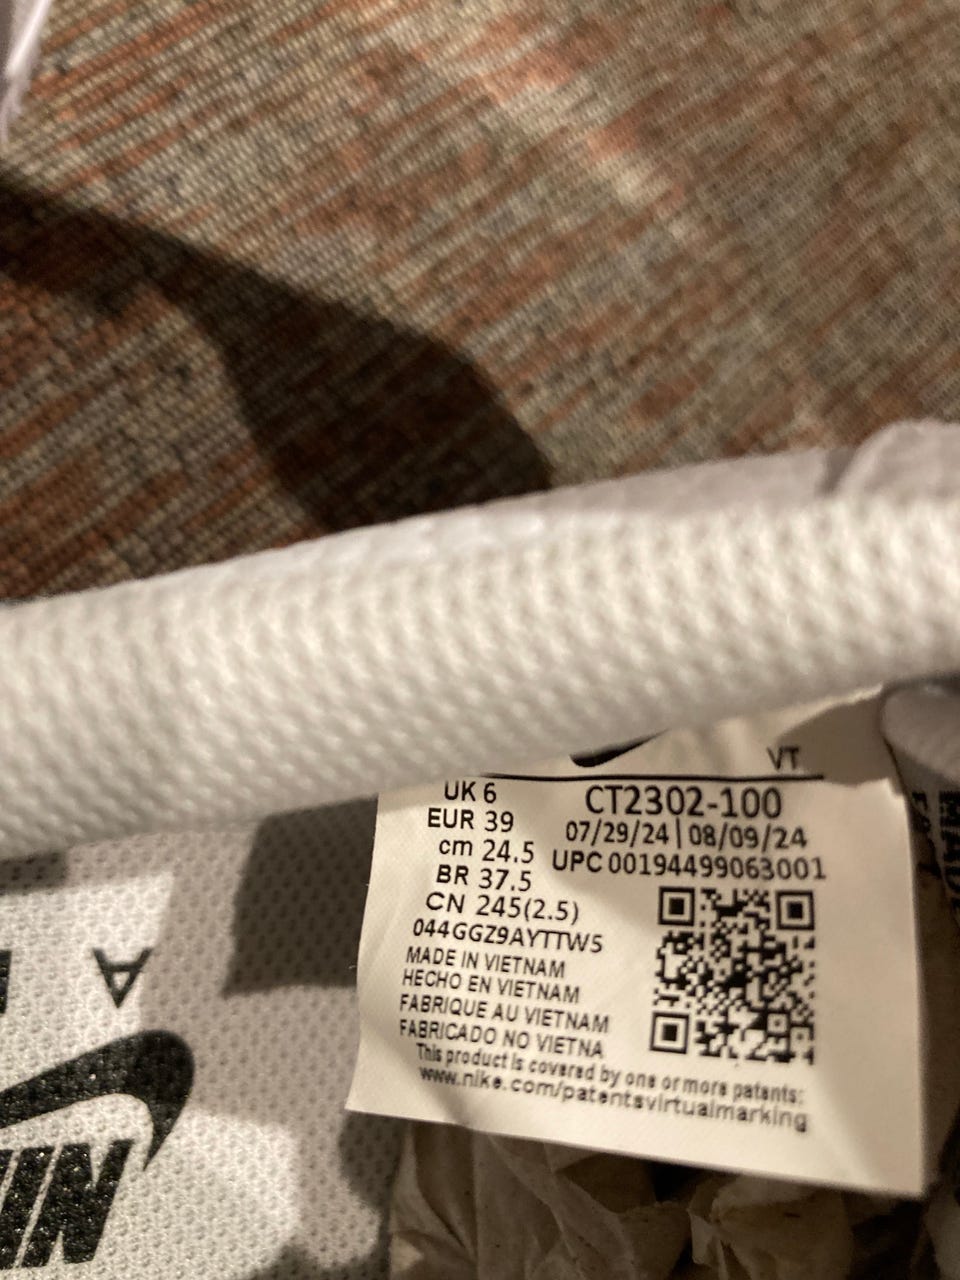 VT
UK 6
EUR 39
cm 24.5
BR 37.5
CN 245(2.5)
044GGZ9AYTTW5
MADE IN VIETNAM
HECHO EN VIETNAM
FABRIQUE AU VIETNAM
FABRICADO NO VIETNA
CT2302-100
07/29/24 | 08/09/24
UPC 00194499063001
This product is covered by one or more patents:
www.nike.com/patentsvirtualmarking
A
NI